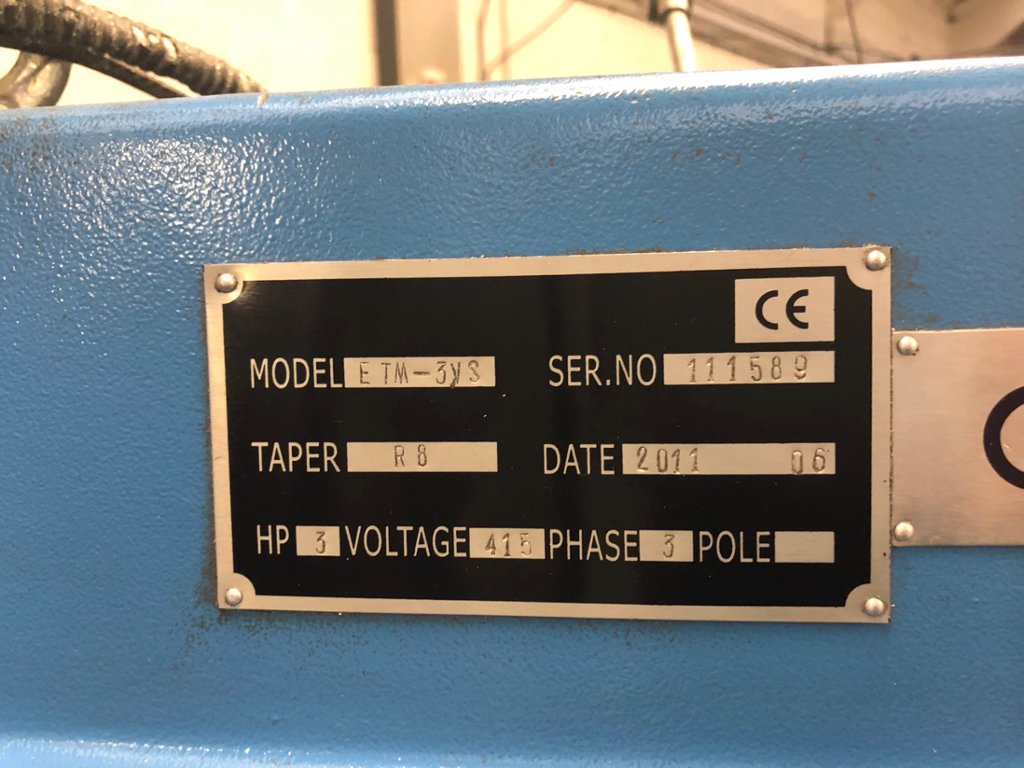 CE
MODEL ETM-3VS SER.NO 111589
TAPER R8 DATE 2011 06
HP 3 VOLTAGE 415 PHASE 3 POLE